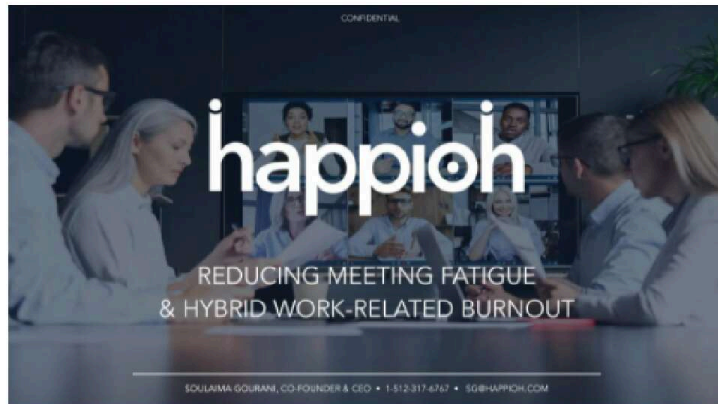 CONFIDENTIAL
happioh
REDUCING MEETING FATIGUE
& HYBRID WORK-RELATED BURNOUT
SOULAIMA GOURANI, CO-FOUNDER & CEO • 1-512-317-6767 • SG@HAPPIOH.COM